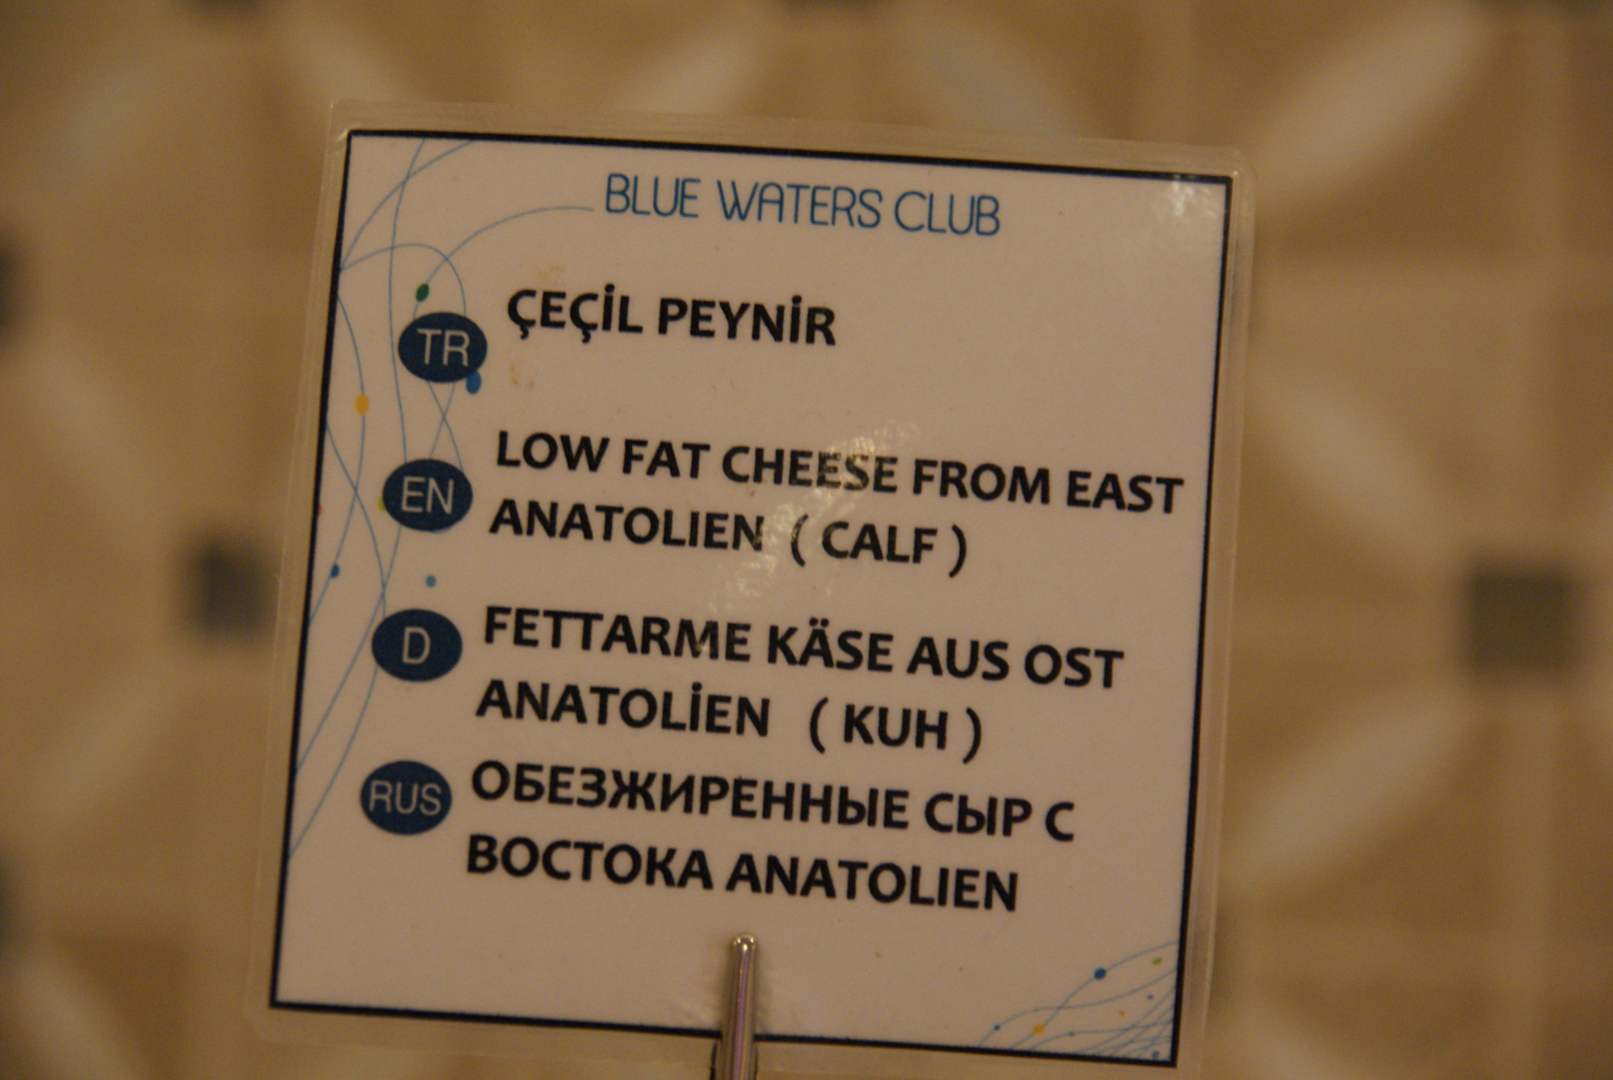 BLUE WATERS CLUB
TR
ÇEÇİL PEYNİR
EN
LOW FAT CHEESE FROM EAST
ANATOLIEN ( CALF )
D
FETTARME KÄSE AUS OST
ANATOLİEN ( KUH )
RUS
ОБЕЗЖИРЕННЫЕ СЫР С
ВОСТОКА ANATOLIEN